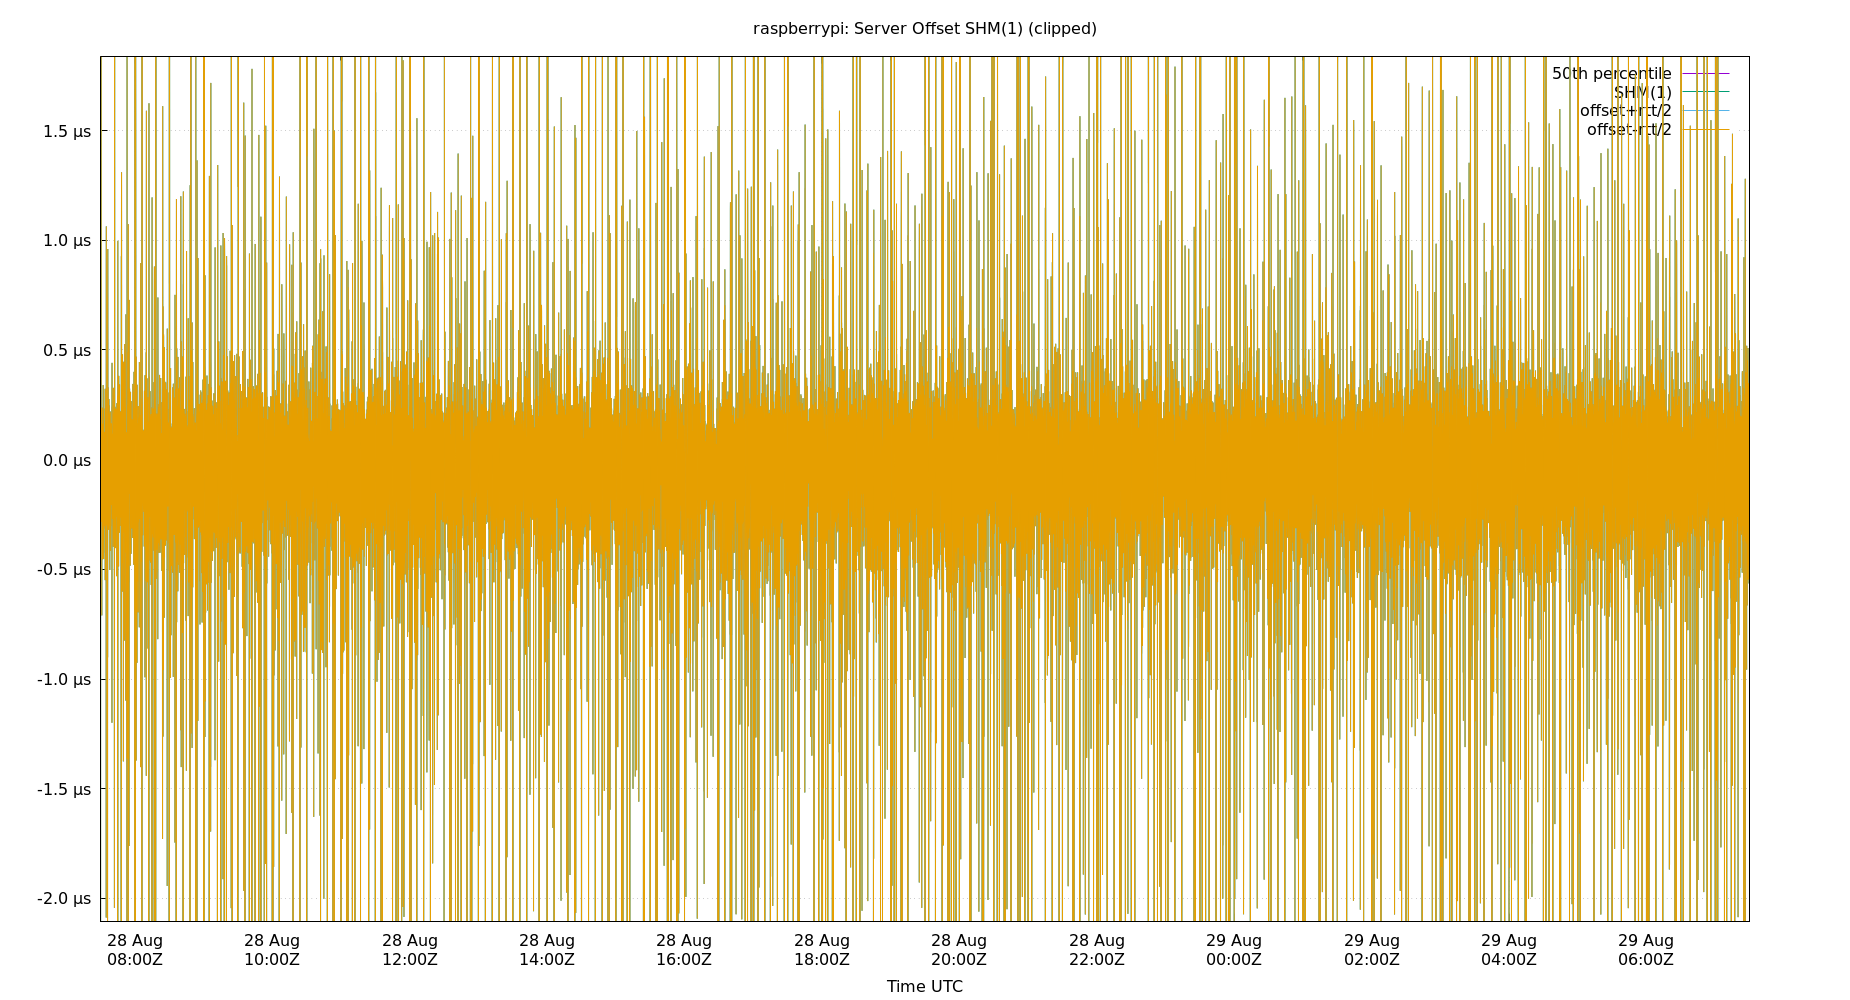 raspberrypi: Server Offset SHM(1) (clipped)
50th percentile
SHM(1)
offset+rtt/2
offset-rtt/2
1.5 µs
1.0 µs
0.5 µs
0.0 µs
-0.5 µs
-1.0 µs
-1.5 µs
-2.0 µs
28 Aug 28 Aug 28 Aug 28 Aug 28 Aug 28 Aug 28 Aug 28 Aug 29 Aug 29 Aug 29 Aug 29 Aug
08:00Z 10:00Z 12:00Z 14:00Z 16:00Z 18:00Z 20:00Z 22:00Z 00:00Z 02:00Z 04:00Z 06:00Z
Time UTC